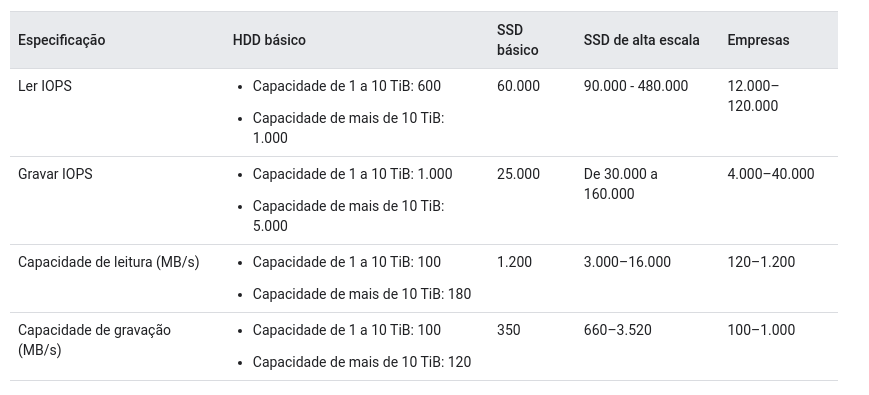 Especificação HDD básico SSD básico SSD de alta escala Empresas
Ler IOPS
• Capacidade de 1 a 10 TiB: 600
• Capacidade de mais de 10 TiB:
1.000
60.000
90.000 - 480.000
12.000–
120.000
Gravar IOPS
• Capacidade de 1 a 10 TiB: 1.000
• Capacidade de mais de 10 TiB:
5.000
25.000
De 30.000 a
160.000
4.000–40.000
Capacidade de leitura (MB/s)
• Capacidade de 1 a 10 TiB: 100
• Capacidade de mais de 10 TiB: 180
1.200
3.000–16.000
120–1.200
Capacidade de gravação
(MB/s)
• Capacidade de 1 a 10 TiB: 100
• Capacidade de mais de 10 TiB: 120
350
660–3.520
100–1.000